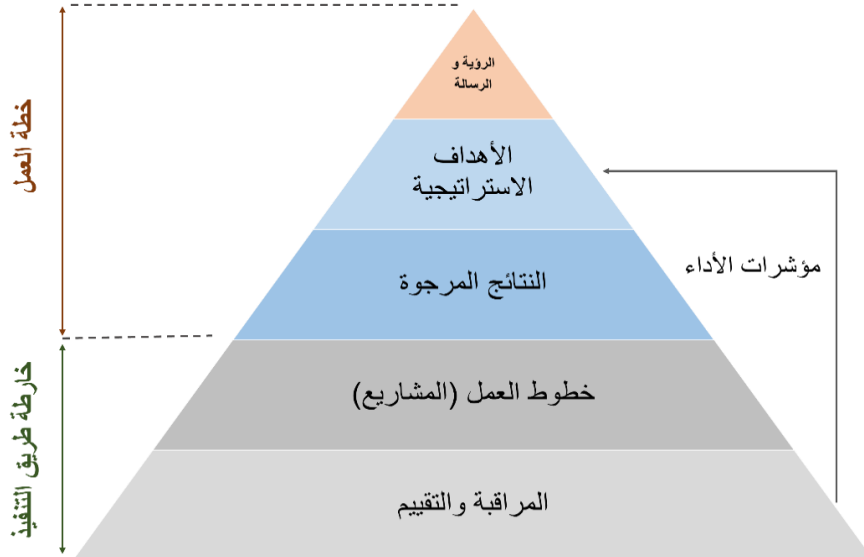 الرؤية و
الرسالة
الأهداف
الاستراتيجية
النتائج المرجوة
خطوط العمل (المشاريع)
المراقبة والتقييم
مؤشرات الأداء
خطة العمل
خارطة طريق التنفيذ